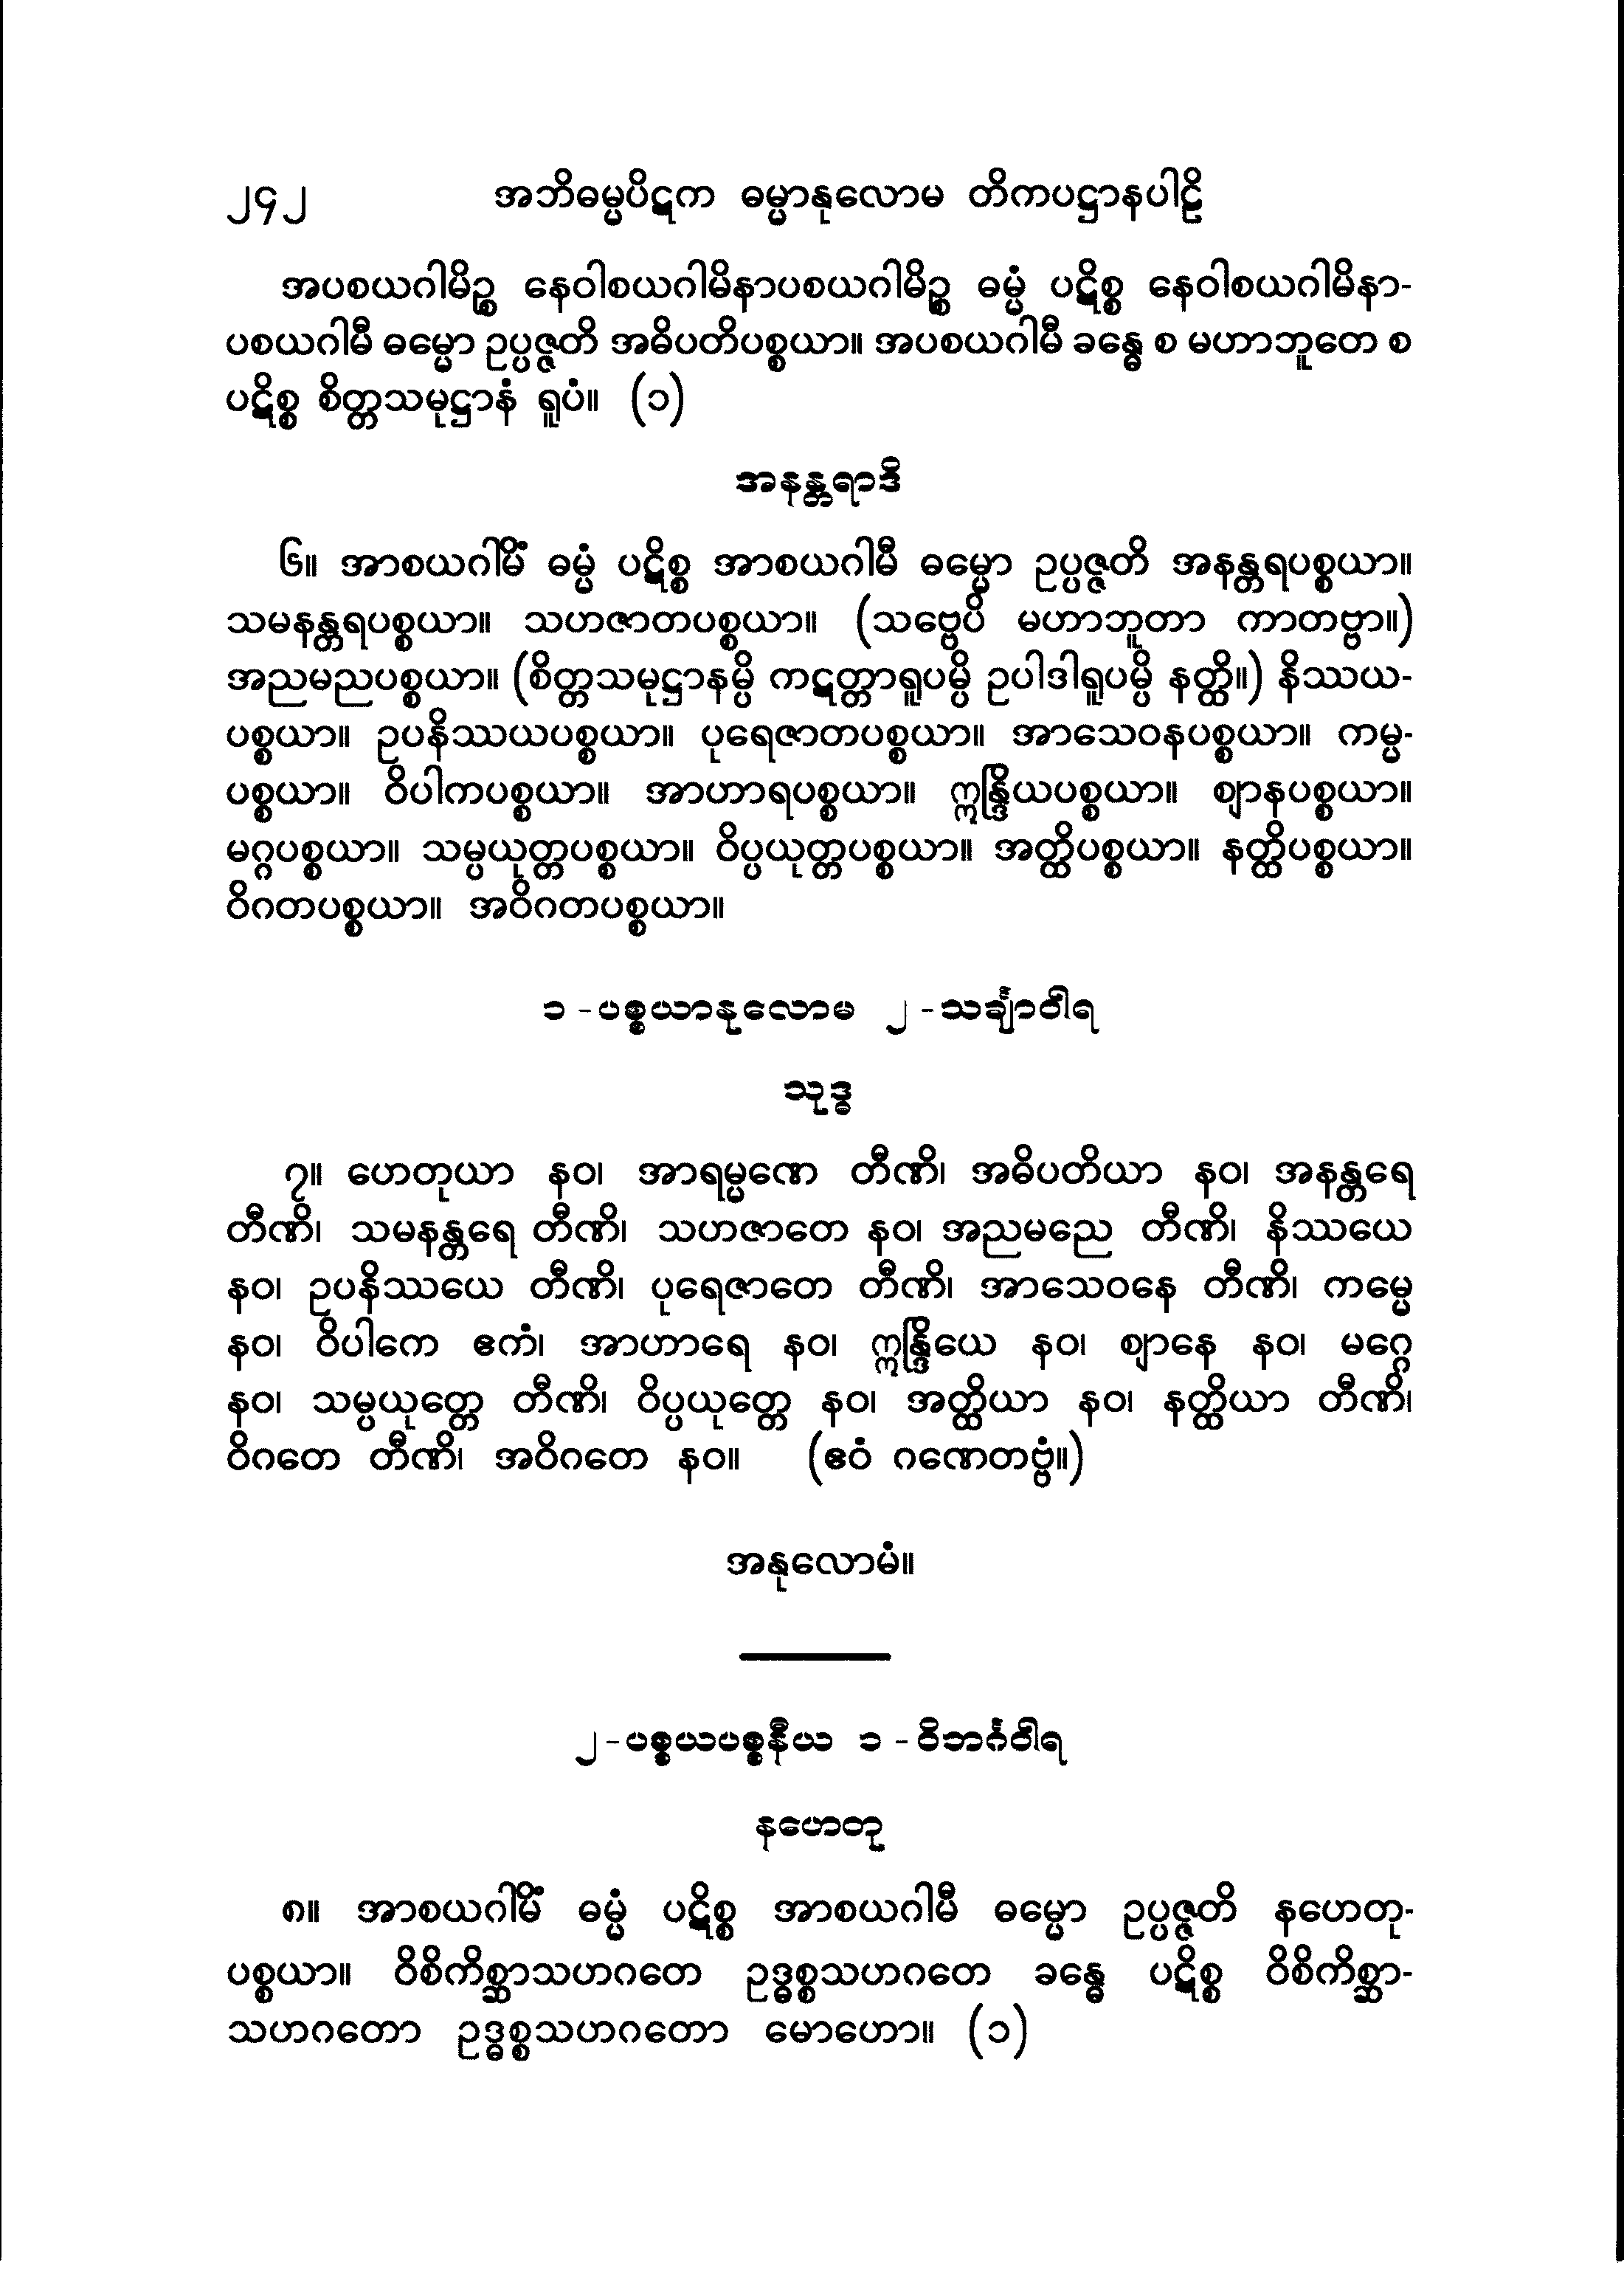 ၂၄၂ အဘိဓမ္မပိဋက ဓမ္မာနုလောမ တိကပဋ္ဌာနပါဠိ
အပစယဂါမိဉ္စ နေဝါစယဂါမိနာပစယဂါမိဉ္စ ဓမ္မံ ပဋိစ္စ နေဝါစယဂါမိနာ-
ပစယဂါမီ ဓမ္မော ဥပ္ပဇ္ဇတိ အဓိပတိပစ္စယာ။ အပစယဂါမီ ခန္ဓေ စ မဟာဘူတေ စ
ပဋိစ္စ စိတ္တသမုဋ္ဌာနံ ရူပံ။ (၁)
အနန္တရာဒိ
၆။ အာစယဂါမိံ ဓမ္မံ ပဋိစ္စ အာစယဂါမီ ဓမ္မော ဥပ္ပဇ္ဇတိ အနန္တရပစ္စယာ။
သမနန္တရပစ္စယာ။ သဟဇာတပစ္စယာ။ (သဗ္ဗေပိ မဟာဘူတာ ကာတဗ္ဗာ။)
အညမညပစ္စယာ။ (စိတ္တသမုဋ္ဌာနမ္ပိ ကဋတ္တာရူပမ္ပိ ဥပါဒါရူပမ္ပိ နတ္ထိ။) နိဿယ-
ပစ္စယာ။ ဥပနိဿယပစ္စယာ။ ပုရေဇာတပစ္စယာ။ အာသေဝနပစ္စယာ။ ကမ္မ-
ပစ္စယာ။ ဝိပါကပစ္စယာ။ အာဟာရပစ္စယာ။ ဣန္ဒြိယပစ္စယာ။ ဈာနပစ္စယာ။
မဂ္ဂပစ္စယာ။ သမ္ပယုတ္တပစ္စယာ။ ဝိပ္ပယုတ္တပစ္စယာ။ အတ္ထိပစ္စယာ။ နတ္ထိပစ္စယာ။
ဝိဂတပစ္စယာ။ အဝိဂတပစ္စယာ။
၁ - ပစ္စယာနုလောမ ၂ - သင်္ချာဝါရ
သုဒ္ဓ
၇။ ဟေတုယာ နဝ၊ အာရမ္မဏေ တီဏိ၊ အဓိပတိယာ နဝ၊ အနန္တရေ
တီဏိ၊ သမနန္တရေ တီဏိ၊ သဟဇာတေ နဝ၊ အညမညေ တီဏိ၊ နိဿယေ
နဝ၊ ဥပနိဿယေ တီဏိ၊ ပုရေဇာတေ တီဏိ၊ အာသေဝနေ တီဏိ၊ ကမ္မေ
နဝ၊ ဝိပါကေ ဧကံ၊ အာဟာရေ နဝ၊ ဣန္ဒြိယေ နဝ၊ ဈာနေ နဝ၊ မဂ္ဂေ
နဝ၊ သမ္ပယုတ္တေ တီဏိ၊ ဝိပ္ပယုတ္တေ နဝ၊ အတ္ထိယာ နဝ၊ နတ္ထိယာ တီဏိ၊
ဝိဂတေ တီဏိ၊ အဝိဂတေ နဝ။ (ဧဝံ ဂဏေတဗ္ဗံ။)
အနုလောမံ။
၂ - ပစ္စယပစ္စနီယ ၁ - ဝိဘင်္ဂဝါရ
နဟေတု
၈။ အာစယဂါမိံ ဓမ္မံ ပဋိစ္စ အာစယဂါမီ ဓမ္မော ဥပ္ပဇ္ဇတိ နဟေတု-
ပစ္စယာ။ ဝိစိကိစ္ဆာသဟဂတေ ဥဒ္ဓစ္စသဟဂတေ ခန္ဓေ ပဋိစ္စ ဝိစိကိစ္ဆာ-
သဟဂတော ဥဒ္ဓစ္စသဟဂတော မောဟော။ (၁)